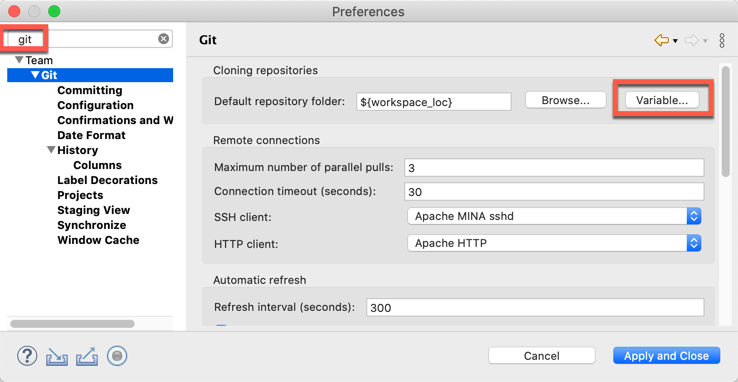 Preferences
git
Team
Git
Committing
Configuration
Confirmations and W
Date Format
History
Columns
Label Decorations
Projects
Staging View
Synchronize
Window Cache
Git
Cloning repositories
Default repository folder: ${workspace_loc} Browse... Variable...
Remote connections
Maximum number of parallel pulls: 3
Connection timeout (seconds): 30
SSH client: Apache MINA sshd
HTTP client: Apache HTTP
Automatic refresh
Refresh interval (seconds): 300
? Cancel Apply and Close